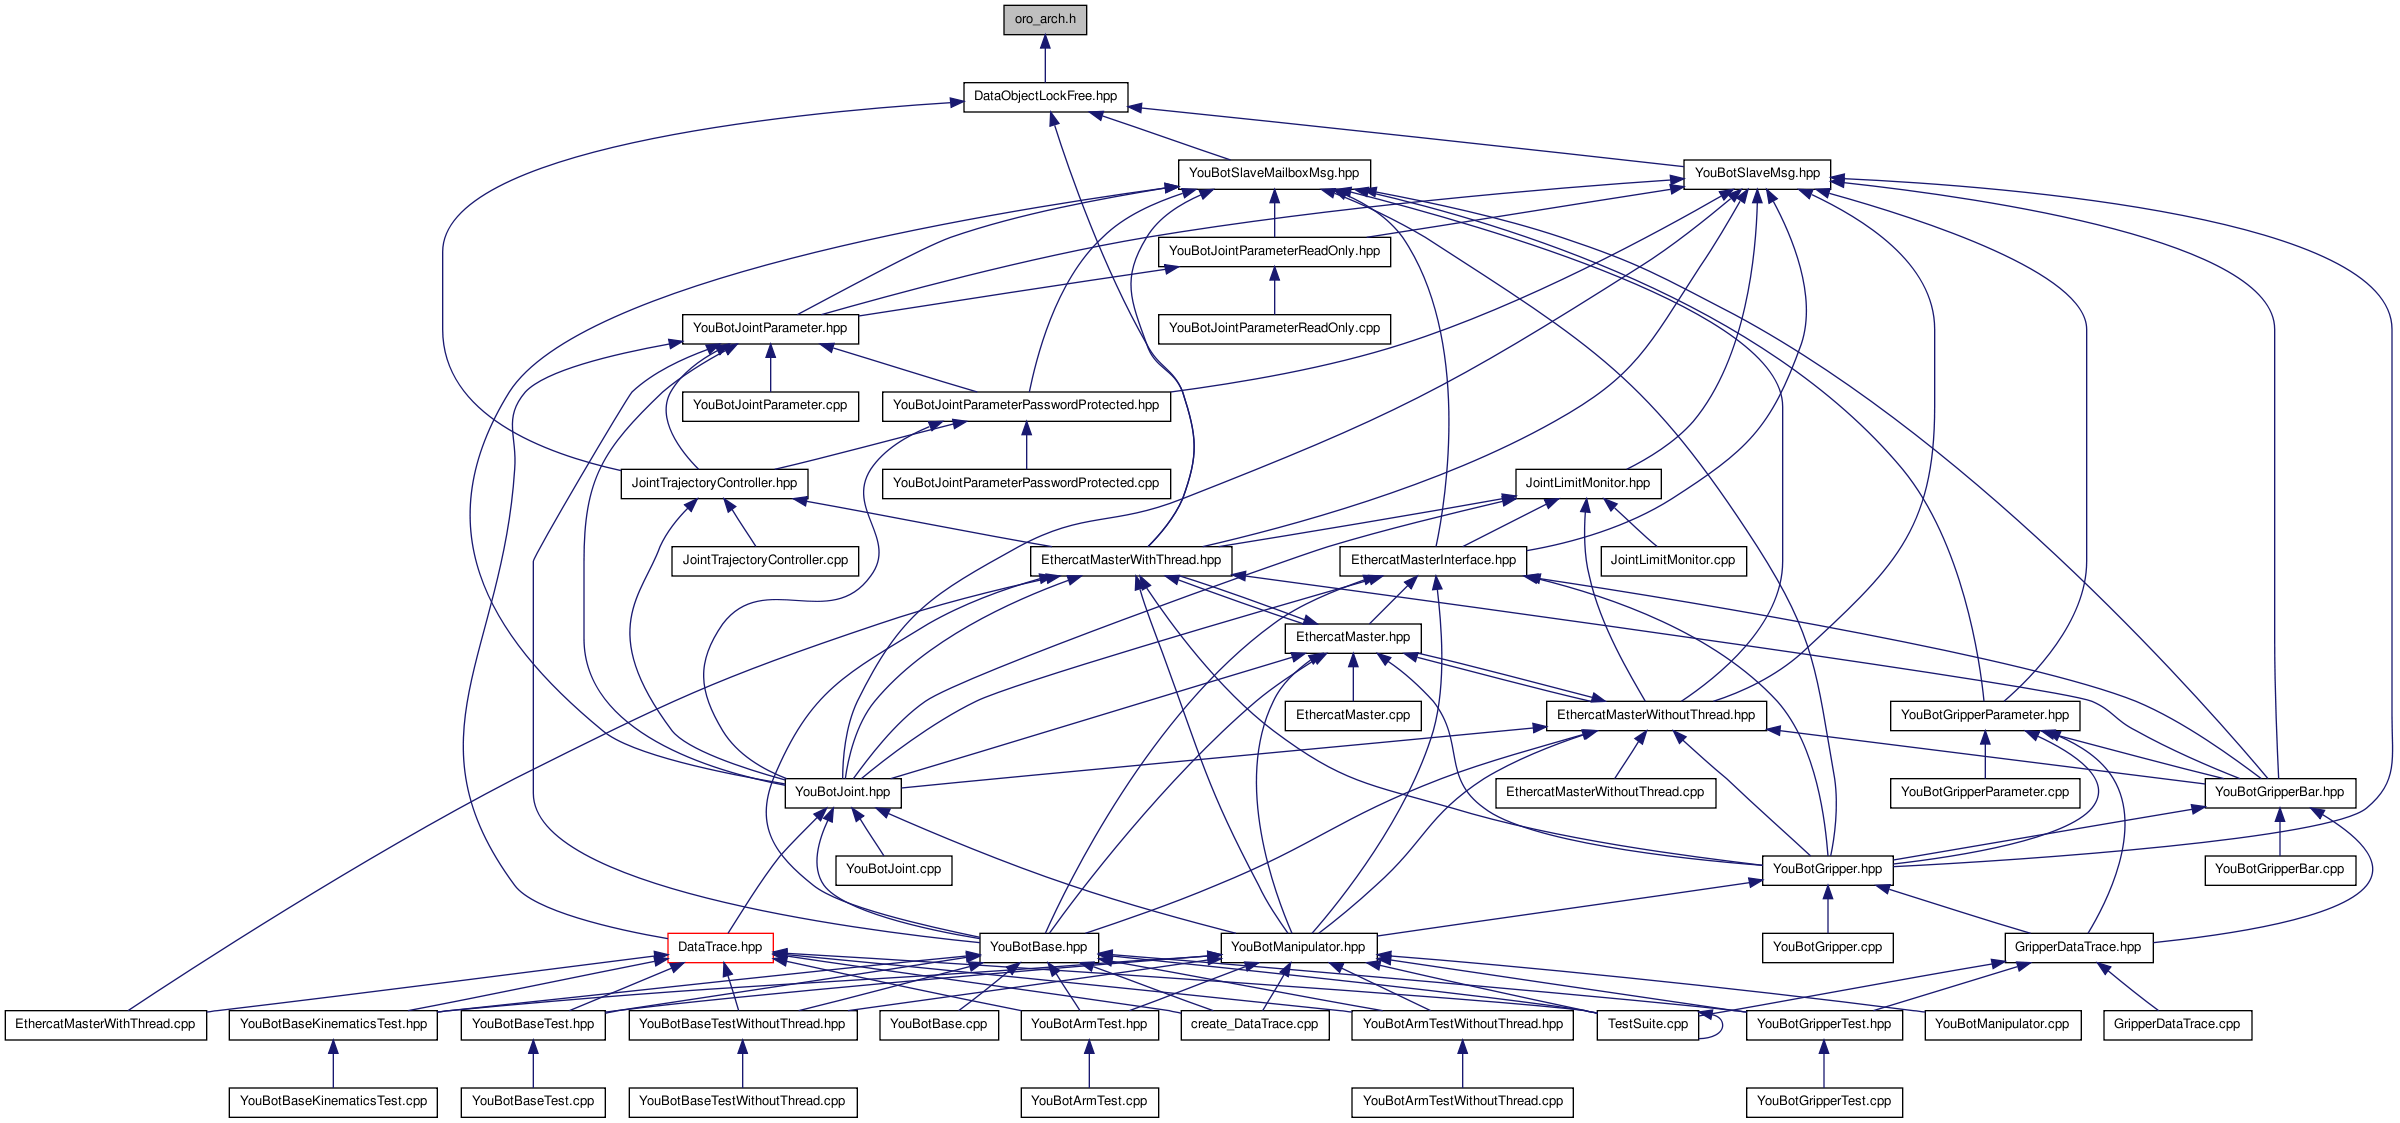 oro_arch.h
DataObjectLockFree.hpp
YouBotSlaveMailboxMsg.hpp
YouBotSlaveMsg.hpp
YouBotJointParameterReadOnly.hpp
YouBotJointParameter.hpp
YouBotJointParameterReadOnly.cpp
YouBotJointParameter.cpp
YouBotJointParameterPasswordProtected.hpp
JointTrajectoryController.hpp
YouBotJointParameterPasswordProtected.cpp
JointLimitMonitor.hpp
JointTrajectoryController.cpp
EthercatMasterWithThread.hpp
EthercatMasterInterface.hpp
JointLimitMonitor.cpp
EthercatMaster.hpp
EthercatMaster.cpp
EthercatMasterWithoutThread.hpp
YouBotGripperParameter.hpp
YouBotJoint.hpp
EthercatMasterWithoutThread.cpp
YouBotGripperParameter.cpp
YouBotGripperBar.hpp
YouBotJoint.cpp
YouBotGripper.hpp
YouBotGripperBar.cpp
DataTrace.hpp
YouBotBase.hpp
YouBotManipulator.hpp
YouBotGripper.cpp
GripperDataTrace.hpp
EthercatMasterWithThread.cpp
YouBotBaseKinematicsTest.hpp
YouBotBaseTest.hpp
YouBotBaseTestWithoutThread.hpp
YouBotBase.cpp
YouBotArmTest.hpp
create_DataTrace.cpp
YouBotArmTestWithoutThread.hpp
TestSuite.cpp
YouBotGripperTest.hpp
YouBotManipulator.cpp
GripperDataTrace.cpp
YouBotBaseKinematicsTest.cpp
YouBotBaseTest.cpp
YouBotBaseTestWithoutThread.cpp
YouBotArmTest.cpp
YouBotArmTestWithoutThread.cpp
YouBotGripperTest.cpp